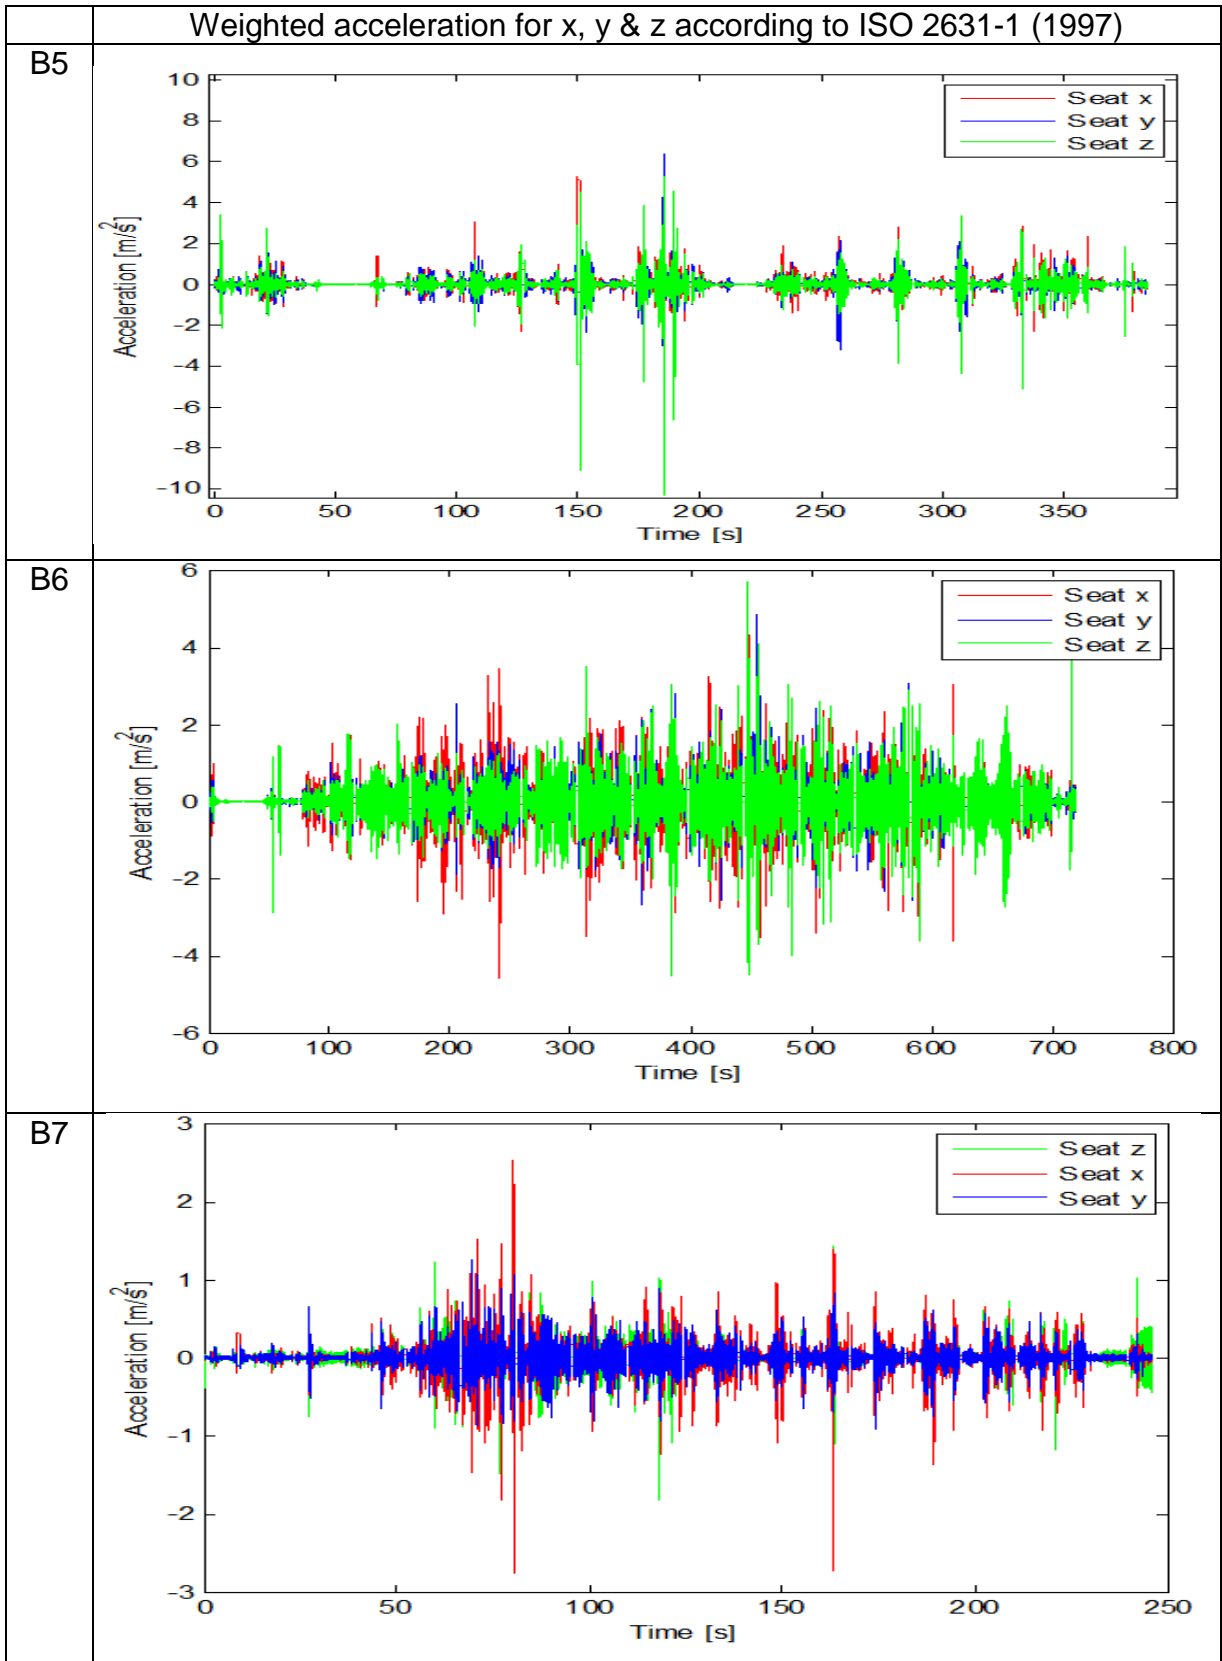 Weighted acceleration for x, y & z according to ISO 2631-1 (1997)
B5
10
8
6
4
2
0
-2
-4
-6
-8
-10
Acceleration [m/s²]
Seat x
Seat y
Seat z
0 50 100 150 200 250 300 350
Time [s]
B6
6
4
2
0
-2
-4
-6
Acceleration [m/s²]
Seat x
Seat y
Seat z
0 100 200 300 400 500 600 700 800
Time [s]
B7
3
2
1
0
-1
-2
-3
Acceleration [m/s²]
Seat z
Seat x
Seat y
0 50 100 150 200 250
Time [s]